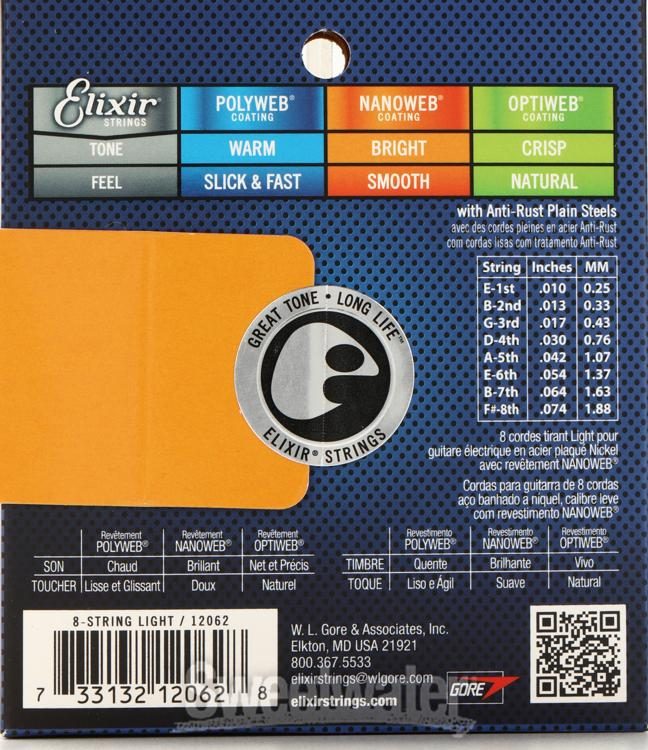 Elixir® POLYWEB® NANOWEB® OPTIWEB®
STRINGS COATING COATING COATING
TONE WARM BRIGHT CRISP
FEEL SLICK & FAST SMOOTH NATURAL
with Anti-Rust Plain Steels
avec des cordes pleines en acier Anti-Rust
com cordas lisas com tratamento Anti-Rust
String Inches MM
E-1st .010 0.25
B-2nd .013 0.33
G-3rd .017 0.43
D-4th .030 0.76
A-5th .042 1.07
E-6th .054 1.37
B-7th .064 1.63
F#-8th .074 1.88
GREAT TONE • LONG LIFE™
ELIXIR® STRINGS
8 cordes tirant Light pour
guitare électrique en acier plaqué Nickel
avec revêtement NANOWEB®
Cordas para guitarra de 8 cordas
aço banhado a niquel, calibre leve
com revestimento NANOWEB®
Revêtement Revêtement Revêtement
POLYWEB® NANOWEB® OPTIWEB®
SON Chaud Brillant Net et Précis
TOUCHER Lisse et Glissant Doux Naturel
Revestimento Revestimento Revestimento
POLYWEB® NANOWEB® OPTIWEB®
TIMBRE Quente Brilhante Vivo
TOQUE Liso e Ágil Suave Natural
8-STRING LIGHT / 12062
7 33132 12062 8
W. L. Gore & Associates, Inc.
Elkton, MD USA 21921
800.367.5533
elixirstrings@wlgore.com
elixirstrings.com
GORE
Sweetwater